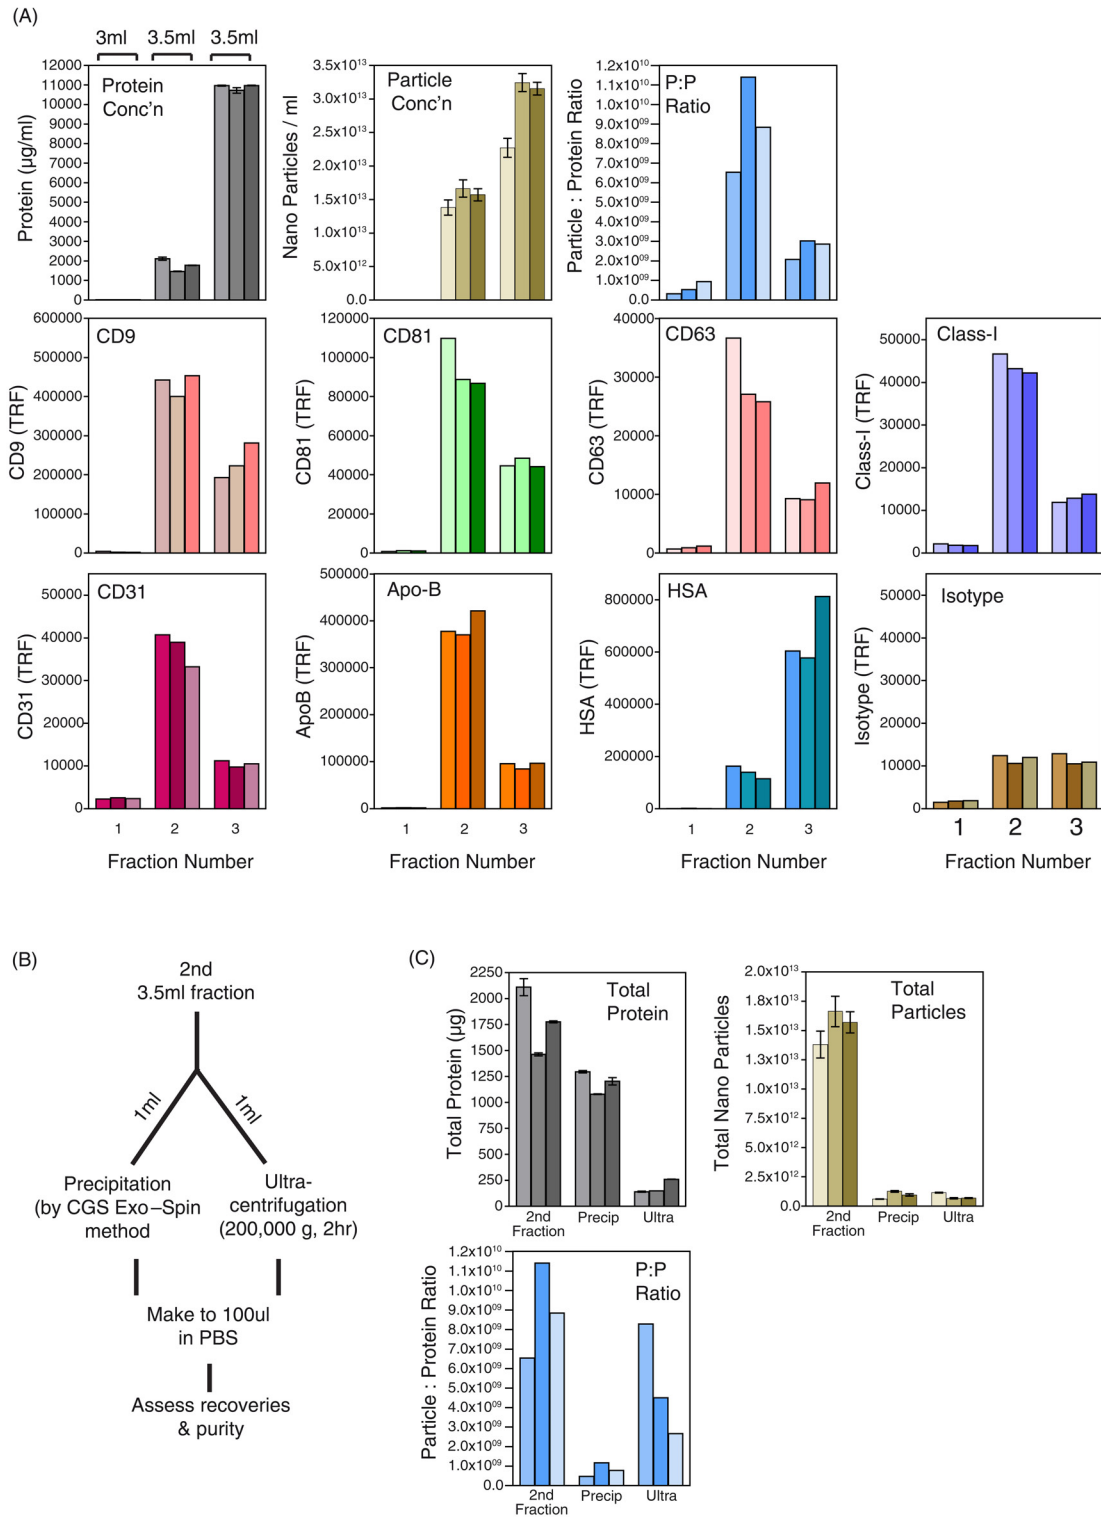 (A)
3ml 3.5ml 3.5ml
Protein
Conc'n
Protein (µg/ml)
12000
11000
10000
9000
8000
7000
6000
5000
4000
3000
2000
1000
0
Particle
Conc'n
Nano Particles / ml
3.5x10¹³
3.0x10¹³
2.5x10¹³
2.0x10¹³
1.5x10¹³
1.0x10¹³
5.0x10¹²
0.0
P:P
Ratio
Particle : Protein Ratio
1.2x10¹⁰
1.1x10¹⁰
1.0x10¹⁰
9.0x10⁰⁹
8.0x10⁰⁹
7.0x10⁰⁹
6.0x10⁰⁹
5.0x10⁰⁹
4.0x10⁰⁹
3.0x10⁰⁹
2.0x10⁰⁹
1.0x10⁰⁹
0.0
CD9
CD9 (TRF)
600000
500000
400000
300000
200000
100000
0
CD81
CD81 (TRF)
120000
100000
80000
60000
40000
20000
0
CD63
CD63 (TRF)
40000
30000
20000
10000
0
Class-I
Class-I (TRF)
50000
40000
30000
20000
10000
0
CD31
CD31 (TRF)
50000
40000
30000
20000
10000
0
1 2 3
Fraction Number
Apo-B
ApoB (TRF)
500000
400000
300000
200000
100000
0
1 2 3
Fraction Number
HSA
HSA (TRF)
800000
600000
400000
200000
0
1 2 3
Fraction Number
Isotype
Isotype (TRF)
50000
40000
30000
20000
10000
0
1 2 3
Fraction Number
(B)
2nd
3.5ml fraction
1ml 1ml
Precipitation
(by CGS Exo–Spin
method
Ultra-
centrifugation
(200,000 g, 2hr)
Make to 100ul
in PBS
Assess recoveries
& purity
(C)
Total
Protein
Total Protein (µg)
2250
2000
1750
1500
1250
1000
750
500
250
0
2nd Precip Ultra
Fraction
Total
Particles
Total Nano Particles
2.0x10¹³
1.8x10¹³
1.5x10¹³
1.3x10¹³
1.0x10¹³
7.5x10¹²
5.0x10¹²
2.5x10¹²
0.0
2nd Precip Ultra
Fraction
P:P
Ratio
Particle : Protein Ratio
1.2x10¹⁰
1.1x10¹⁰
1.0x10¹⁰
9.0x10⁰⁹
8.0x10⁰⁹
7.0x10⁰⁹
6.0x10⁰⁹
5.0x10⁰⁹
4.0x10⁰⁹
3.0x10⁰⁹
2.0x10⁰⁹
1.0x10⁰⁹
0.0
2nd Precip Ultra
Fraction